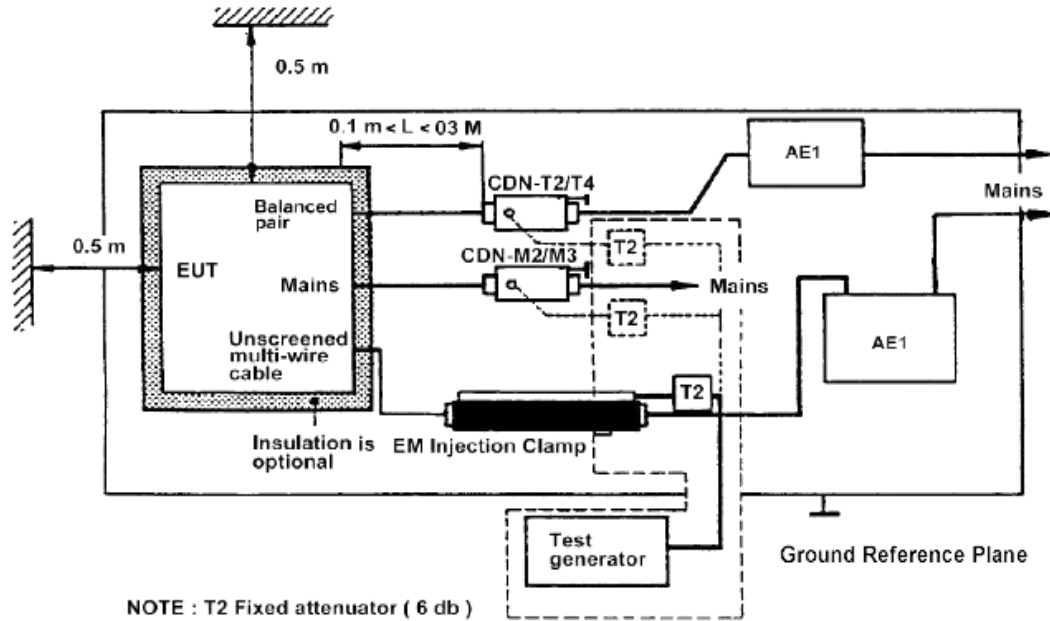 0.5 m
0.1 m < L < 03 M
AE1
CDN-T2/T4
Mains
Balanced
pair
T2
0.5 m
CDN-M2/M3
EUT
Mains
Mains
T2
AE1
Unscreened
multi-wire
cable
T2
Insulation is
optional
EM Injection Clamp
Test
generator
Ground Reference Plane
NOTE : T2 Fixed attenuator ( 6 db )